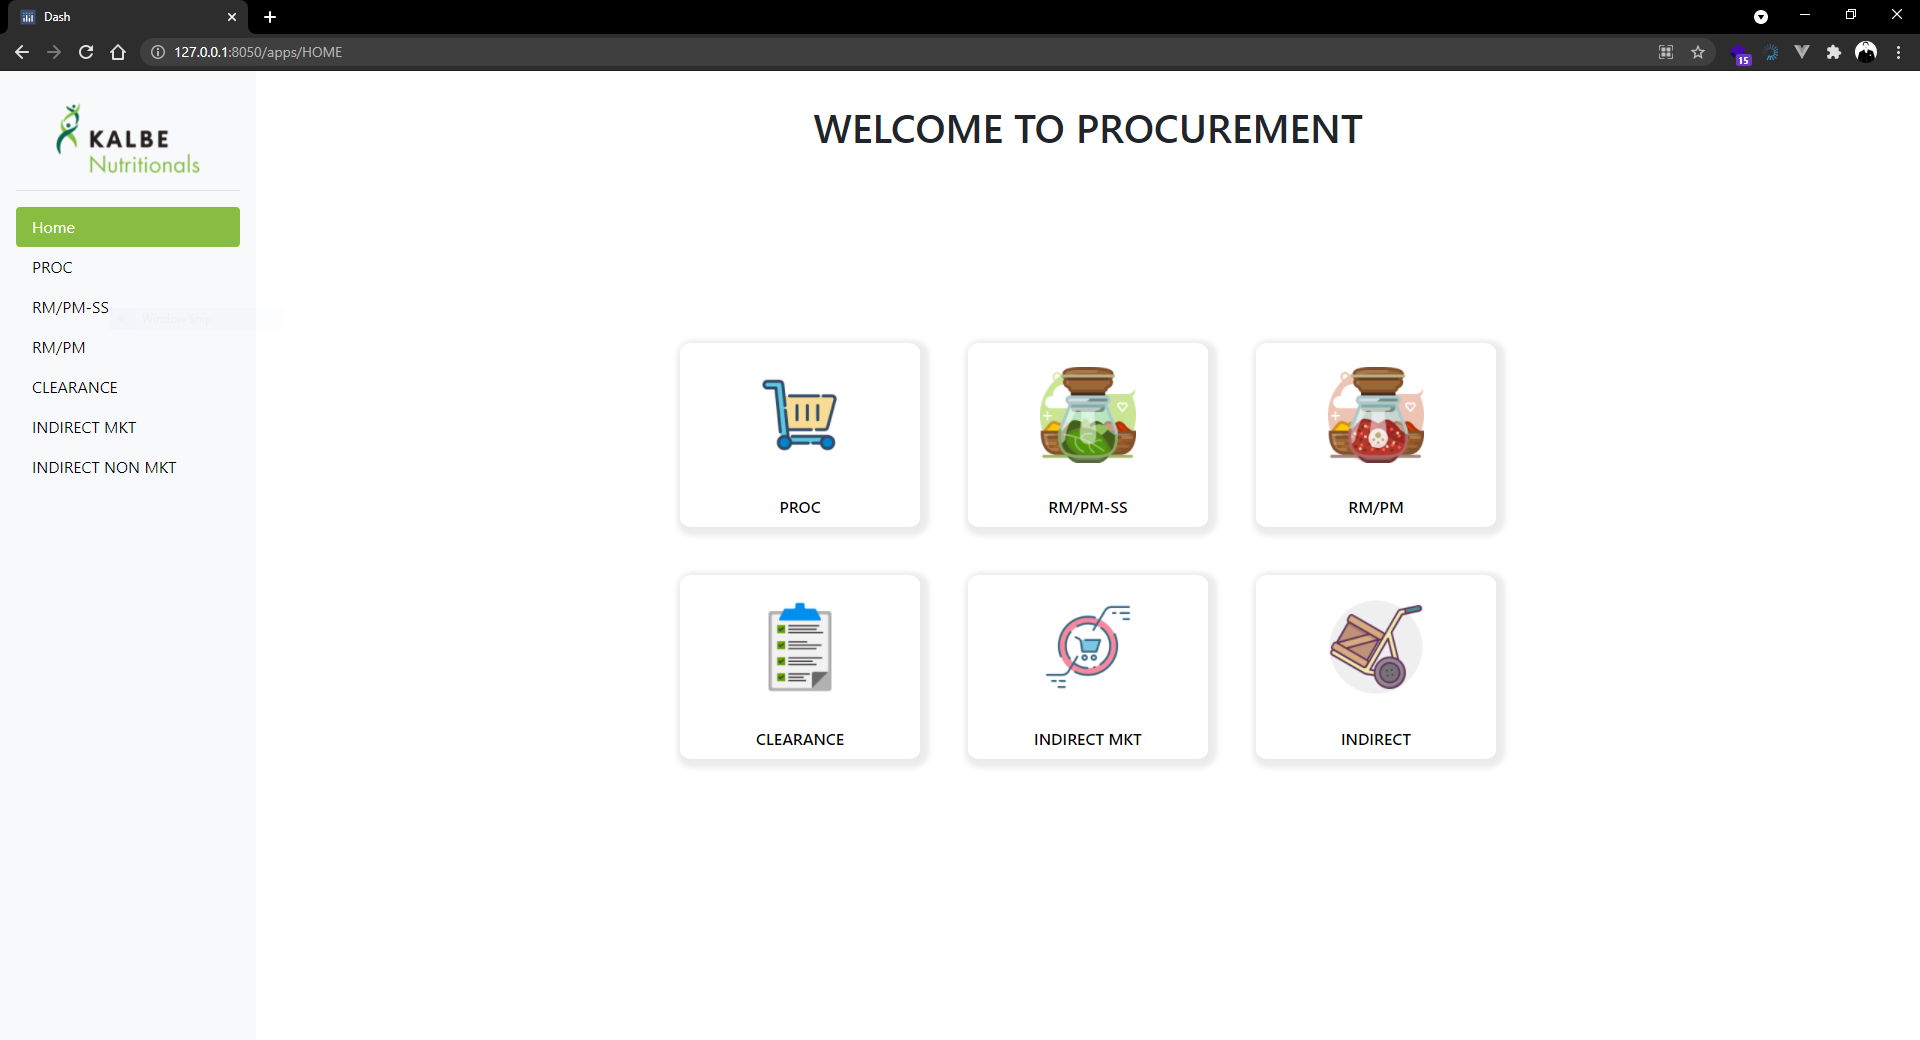 Dash
127.0.0.1:8050/apps/HOME
15
KALBE
Nutritionals
Home
PROC
RM/PM-SS
RM/PM
CLEARANCE
INDIRECT MKT
INDIRECT NON MKT
WELCOME TO PROCUREMENT
PROC
RM/PM-SS
RM/PM
CLEARANCE
INDIRECT MKT
INDIRECT